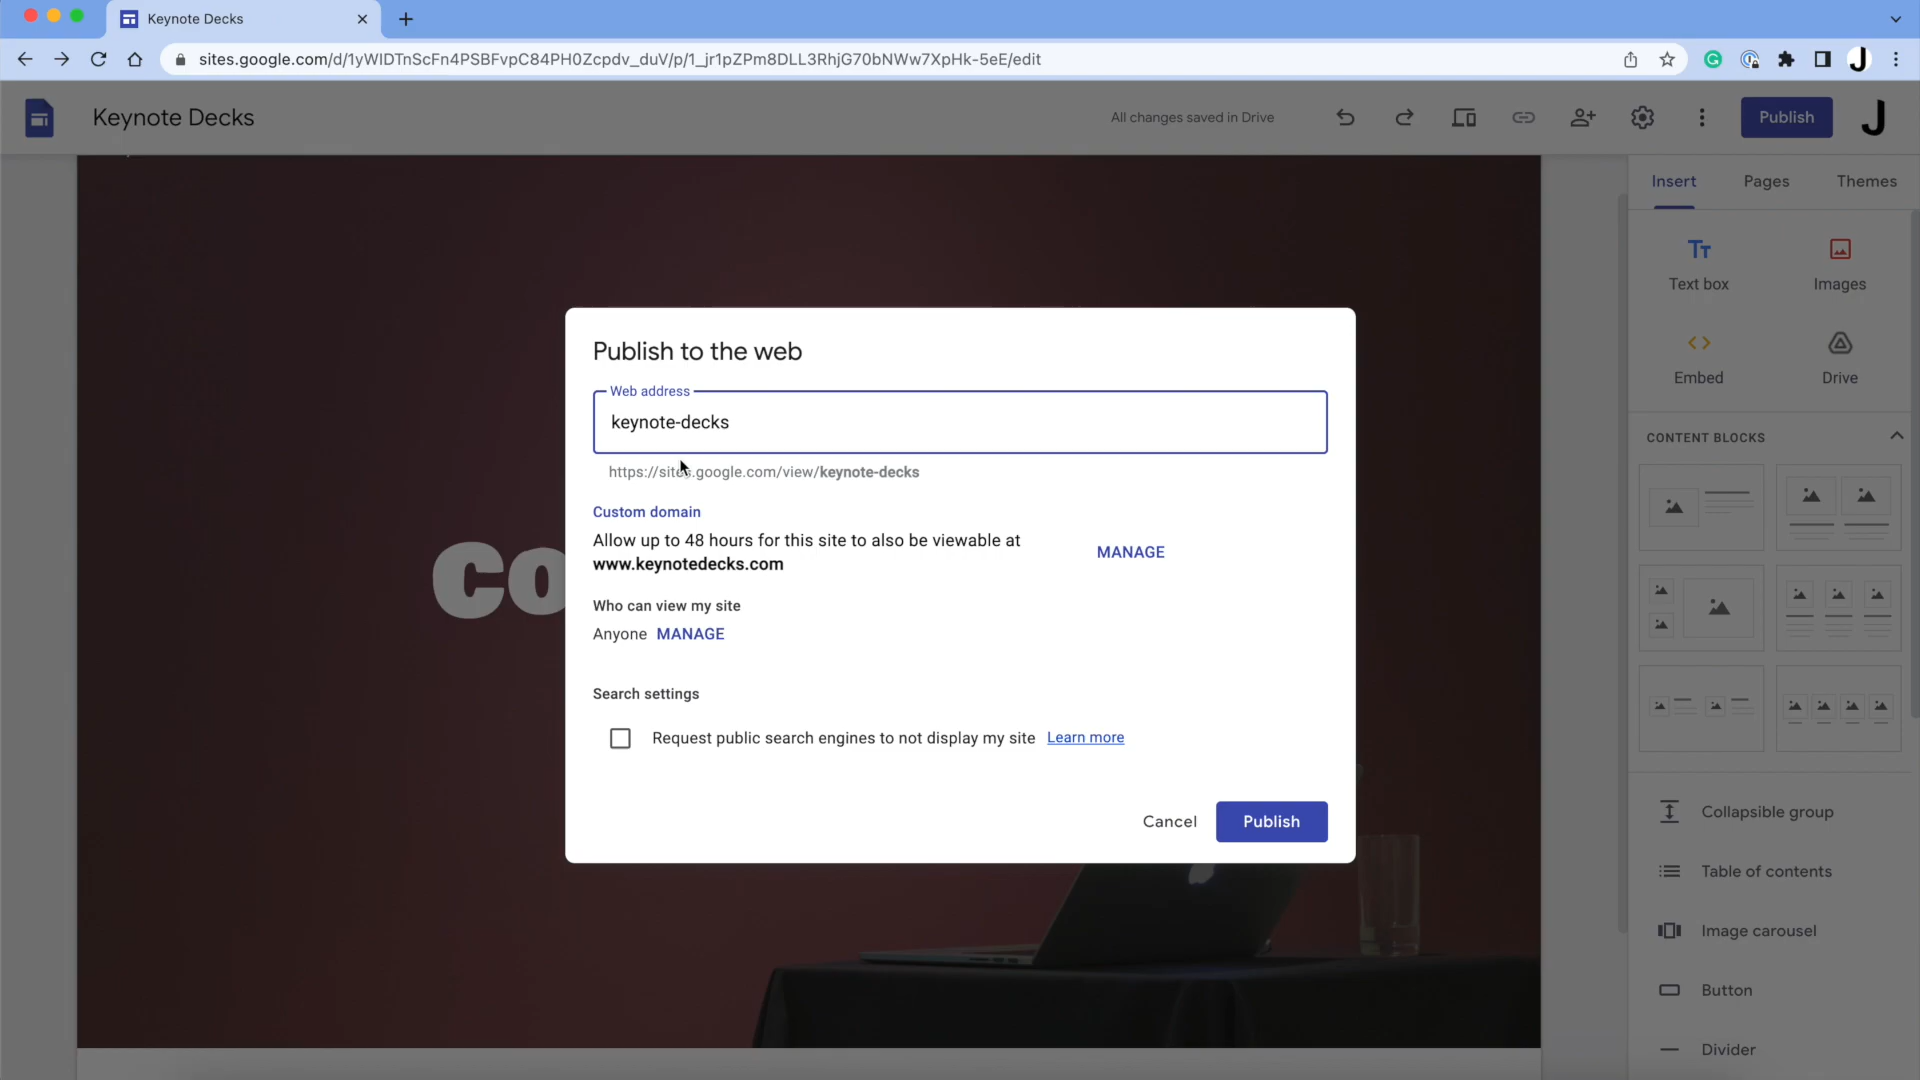 Keynote Decks
sites.google.com/d/1yWIDTnScFn4PSBFvpC84PH0Zcpdv_duV/p/1_jr1pZPm8DLL3RhjG70bNWw7XpHk-5eE/edit
Keynote Decks
All changes saved in Drive
Publish
Insert
Pages
Themes
Text box
Images
Embed
Drive
CONTENT BLOCKS
Collapsible group
Table of contents
Image carousel
Button
Divider
CO
Publish to the web
Web address
keynote-decks
https://sites.google.com/view/keynote-decks
Custom domain
Allow up to 48 hours for this site to also be viewable at
www.keynotedecks.com
MANAGE
Who can view my site
Anyone MANAGE
Search settings
Request public search engines to not display my site Learn more
Cancel
Publish